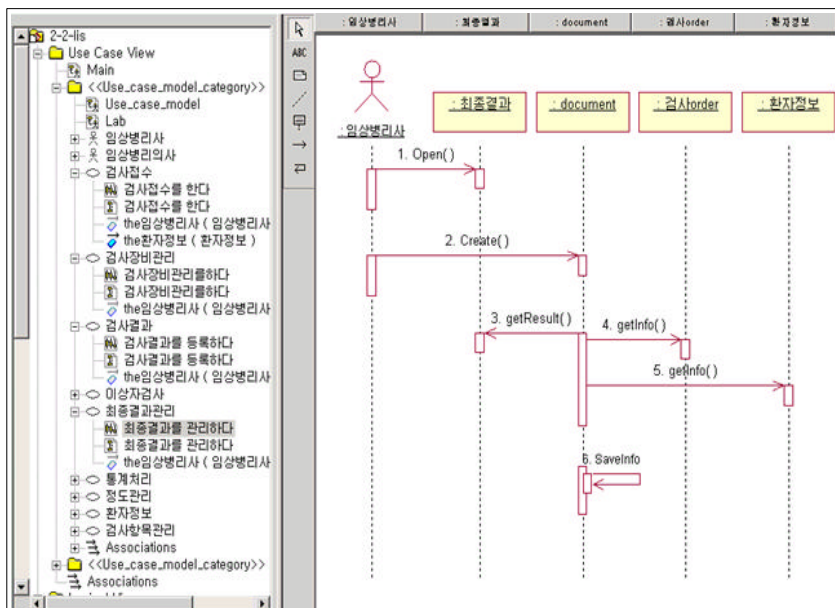 2-2-lis
Use Case View
Main
<<Use_case_model_category>>
Use_case_model
Lab
임상병리사
임상병리의사
검사접수
검사접수를 한다
검사접수를 한다
the임상병리사 ( 임상병리사
the환자정보 ( 환자정보 )
검사장비관리
검사장비관리를하다
검사장비관리를하다
the임상병리사 ( 임상병리사
검사결과
검사결과를 등록하다
검사결과를 등록하다
the임상병리사 ( 임상병리사
이상자검사
최종결과관리
최종결과를 관리하다
최종결과를 관리하다
the임상병리사 ( 임상병리사
통계처리
정도관리
환자정보
검사항목관리
Associations
<<Use_case_model_category>>
Associations
ABC
: 임상병리사
: 최종결과
: document
: 검사order
: 환자정보
: 임상병리사
: 최종결과
: document
: 검사order
: 환자정보
1. Open( )
2. Create( )
3. getResult( )
4. getInfo( )
5. getInfo( )
6. SaveInfo